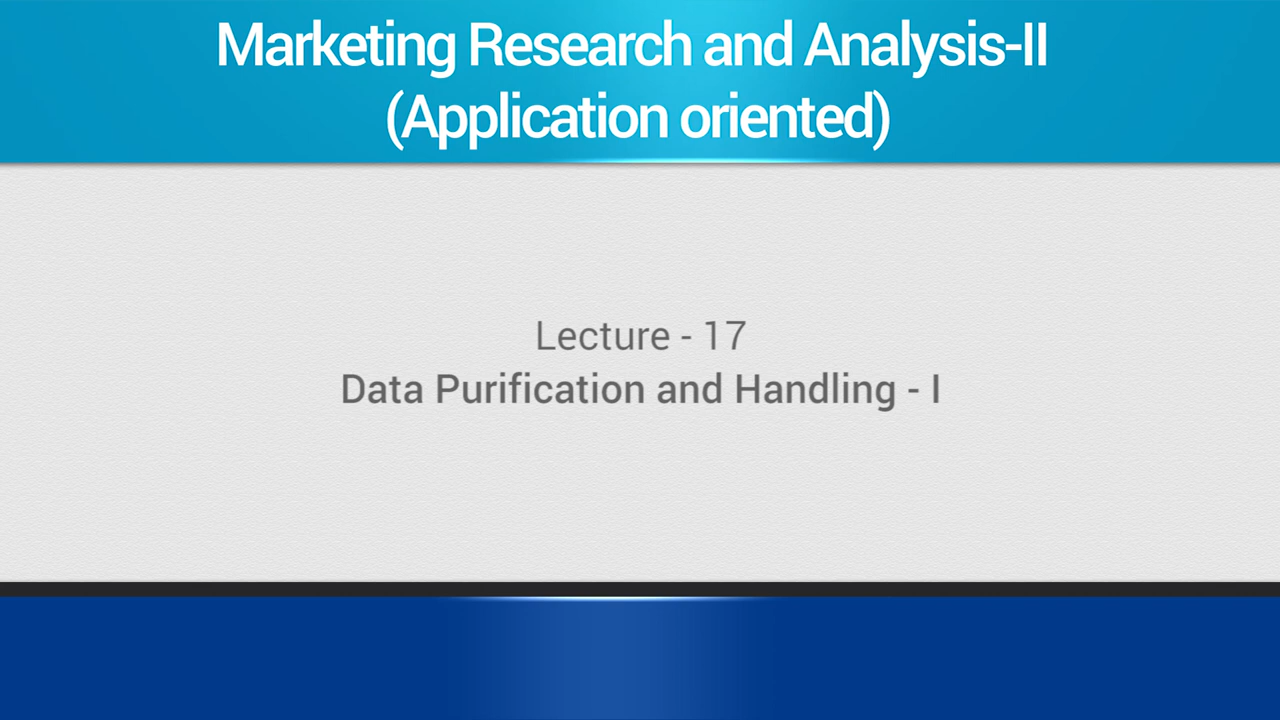 Marketing Research and Analysis-II
(Application oriented)
Lecture - 17
Data Purification and Handling - I